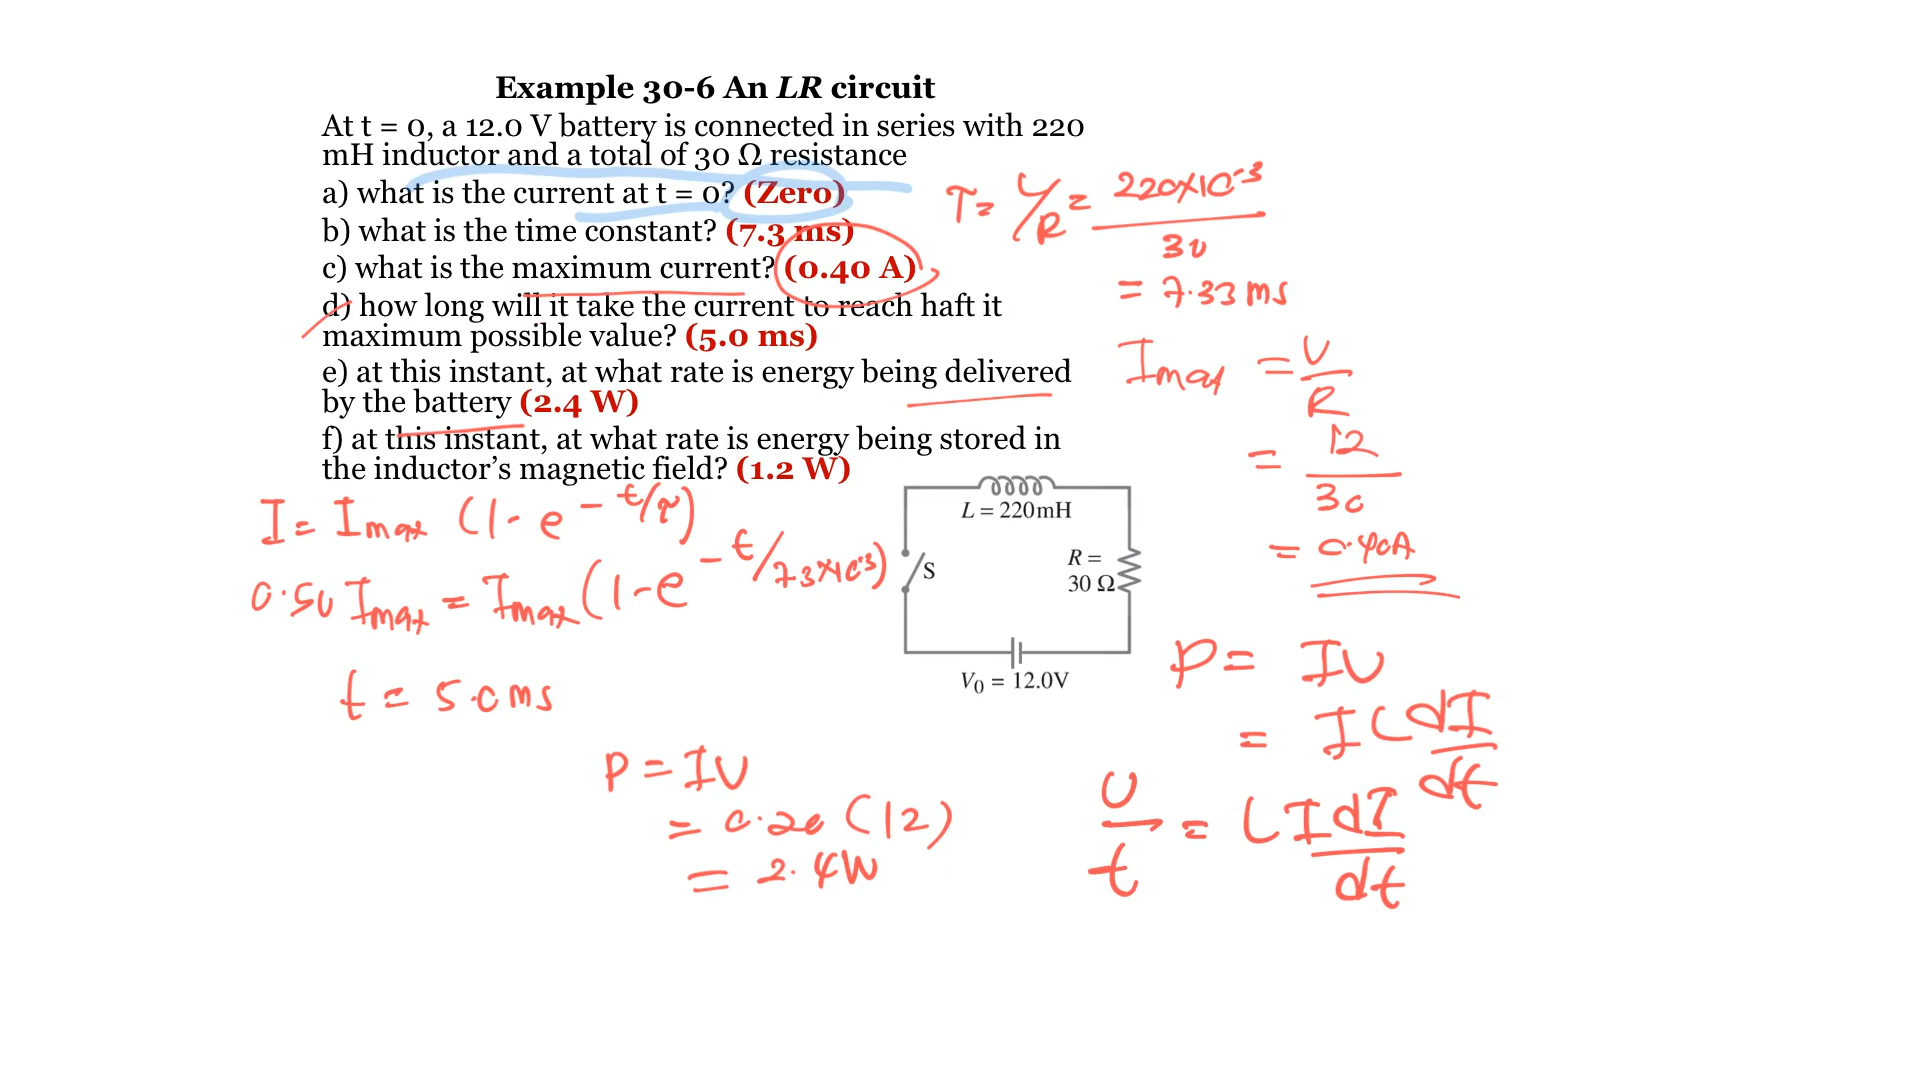 Example 30-6 An LR circuit
At t = 0, a 12.0 V battery is connected in series with 220
mH inductor and a total of 30 Ω resistance
a) what is the current at t = 0? (Zero)
b) what is the time constant? (7.3 ms)
c) what is the maximum current? (0.40 A)
d) how long will it take the current to reach haft it
maximum possible value? (5.0 ms)
e) at this instant, at what rate is energy being delivered
by the battery (2.4 W)
f) at this instant, at what rate is energy being stored in
the inductor's magnetic field? (1.2 W)
τ = L/R = 220×10⁻³ / 30
= 7.33 ms
Imax = V/R
= 12/30
= 0.40A
I = Imax (1 - e^-t/τ)
0.50 Imax = Imax (1 - e^-t/7.3×10⁻³)
t = 5.0 ms
L = 220mH
R =
30 Ω
S
V₀ = 12.0V
P = IV
= 0.20 (12)
= 2.4W
P = IV
= I L dI/dt
U/t = L I dI/dt